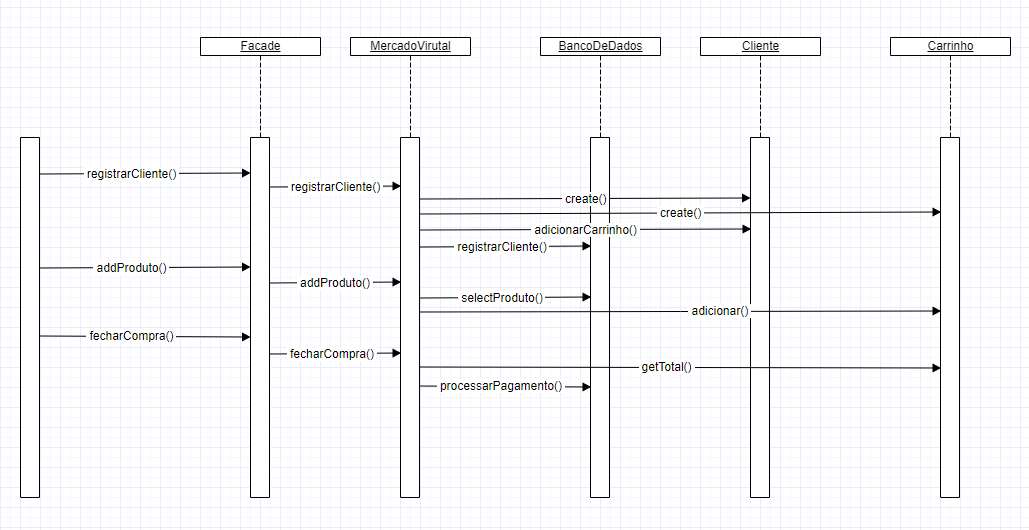 Facade
MercadoVirutal
BancoDeDados
Cliente
Carrinho
registrarCliente()
registrarCliente()
create()
create()
adicionarCarrinho()
registrarCliente()
addProduto()
addProduto()
selectProduto()
adicionar()
fecharCompra()
fecharCompra()
getTotal()
processarPagamento()